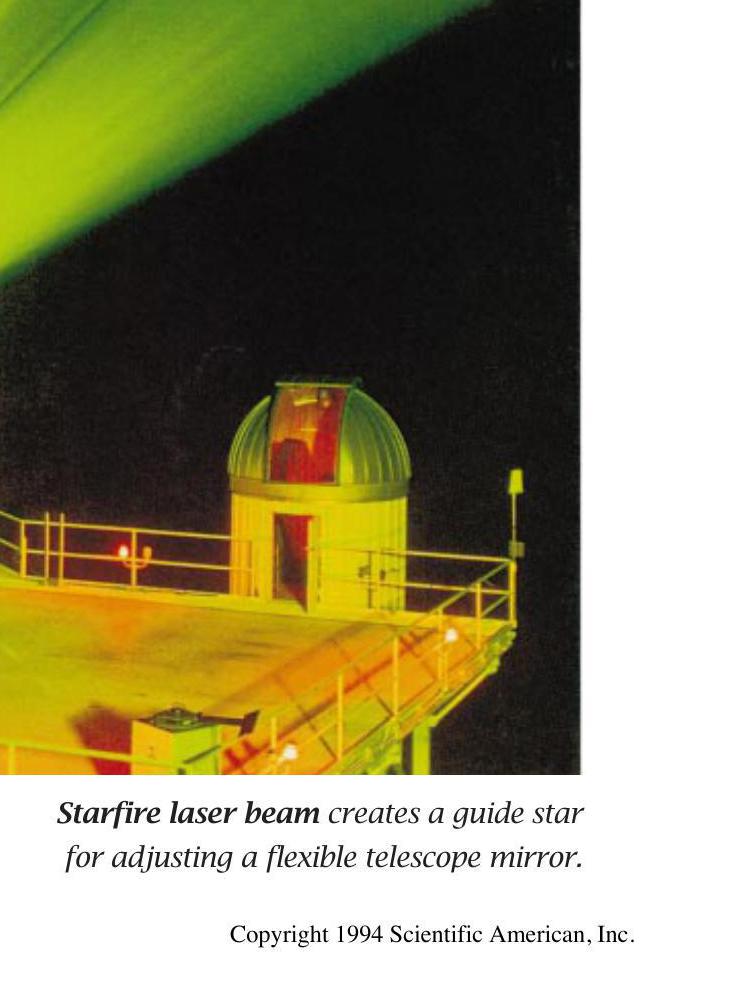 Starfire laser beam creates a guide star
for adjusting a flexible telescope mirror.
Copyright 1994 Scientific American, Inc.